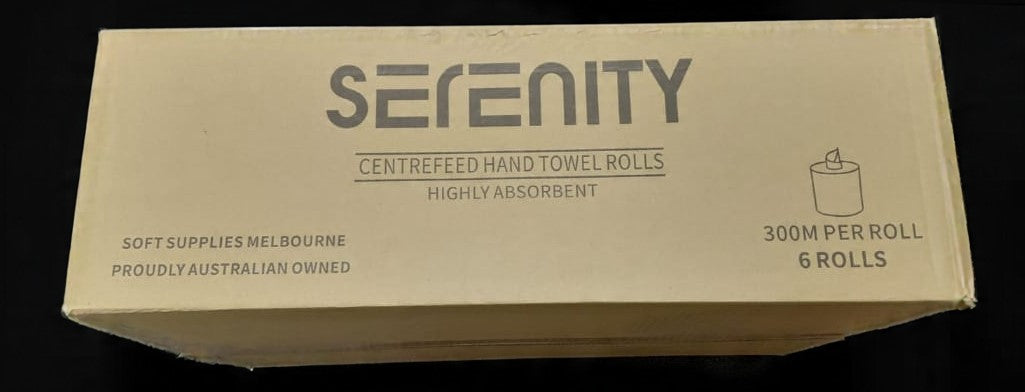 SERENITY
CENTREFEED HAND TOWEL ROLLS
HIGHLY ABSORBENT
SOFT SUPPLIES MELBOURNE
PROUDLY AUSTRALIAN OWNED
300M PER ROLL
6 ROLLS